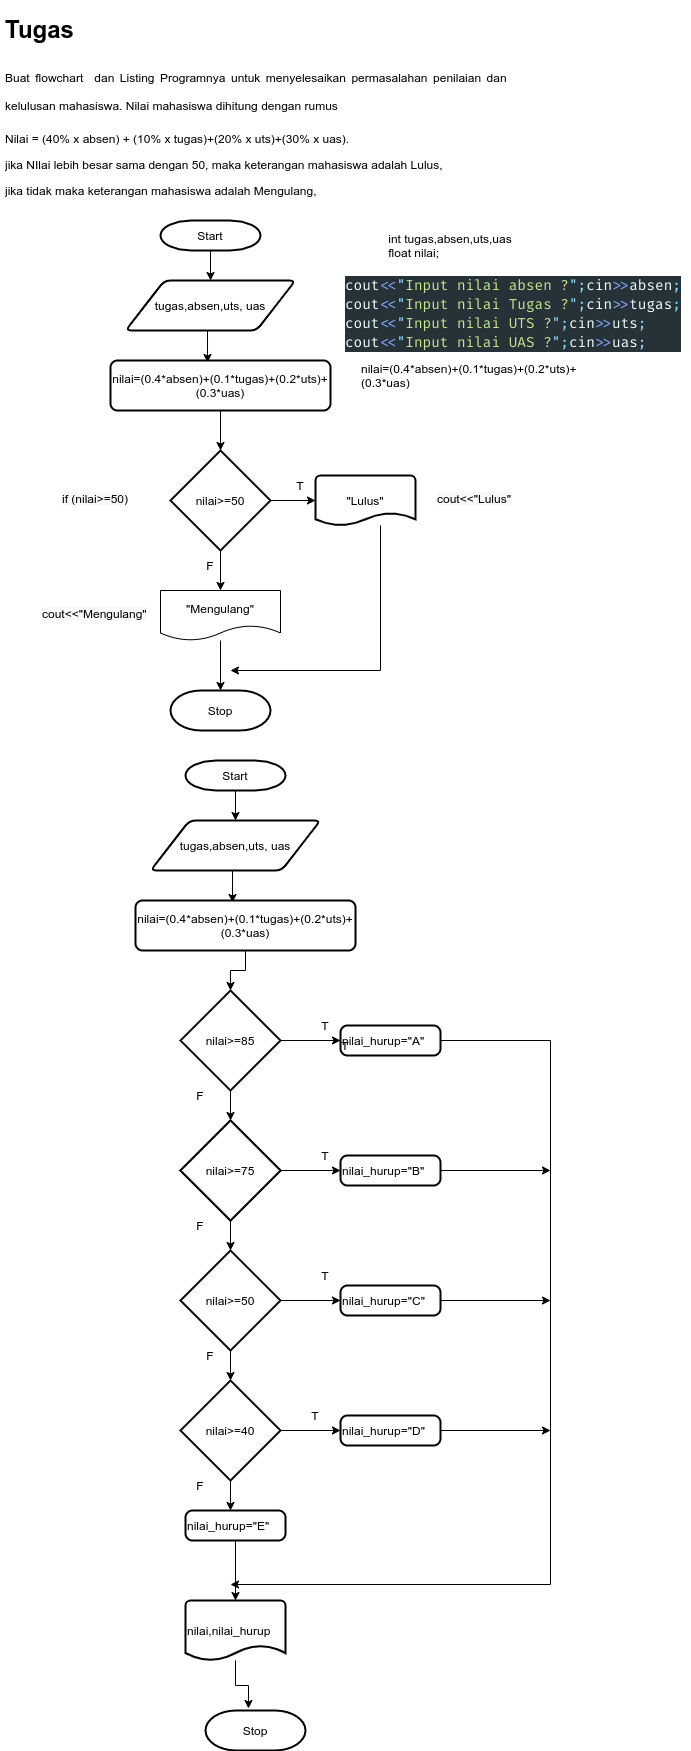 Tugas
Buat flowchart dan Listing Programnya untuk menyelesaikan permasalahan penilaian dan
kelulusan mahasiswa. Nilai mahasiswa dihitung dengan rumus
Nilai = (40% x absen) + (10% x tugas)+(20% x uts)+(30% x uas).
jika NIlai lebih besar sama dengan 50, maka keterangan mahasiswa adalah Lulus,
jika tidak maka keterangan mahasiswa adalah Mengulang,
Start
int tugas,absen,uts,uas
float nilai;
tugas,absen,uts, uas
cout<<"Input nilai absen ?";cin>>absen;
cout<<"Input nilai Tugas ?";cin>>tugas;
cout<<"Input nilai UTS ?";cin>>uts;
cout<<"Input nilai UAS ?";cin>>uas;
nilai=(0.4*absen)+(0.1*tugas)+(0.2*uts)+
(0.3*uas)
nilai=(0.4*absen)+(0.1*tugas)+(0.2*uts)+
(0.3*uas)
if (nilai>=50)
nilai>=50
T
"Lulus"
cout<<"Lulus"
F
cout<<"Mengulang"
"Mengulang"
Stop
Start
tugas,absen,uts, uas
nilai=(0.4*absen)+(0.1*tugas)+(0.2*uts)+
(0.3*uas)
nilai>=85
T
T
nilai_hurup="A"
F
nilai>=75
T
nilai_hurup="B"
F
nilai>=50
T
nilai_hurup="C"
F
nilai>=40
T
nilai_hurup="D"
F
nilai_hurup="E"
nilai,nilai_hurup
Stop